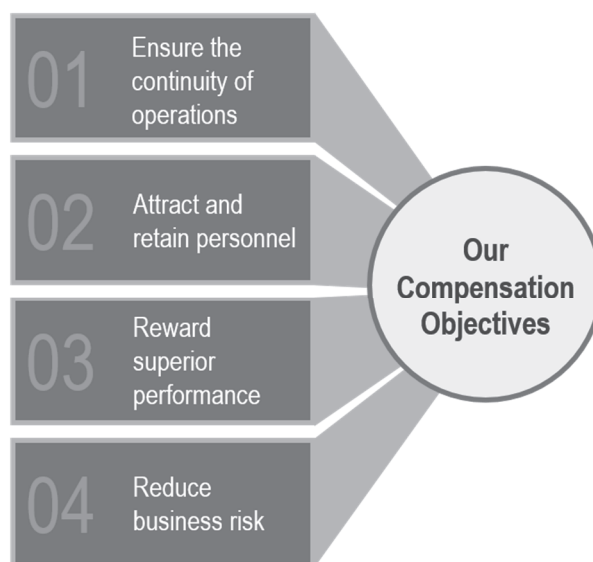 01
Ensure the
continuity of
operations
02
Attract and
retain personnel
03
Reward
superior
performance
04
Reduce
business risk
Our
Compensation
Objectives